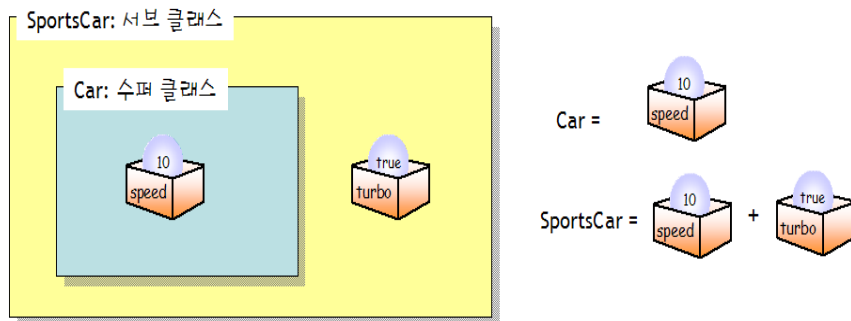 SportsCar: 서브 클래스
Car: 수퍼 클래스
10
speed
true
turbo
Car =
10
speed
SportsCar =
10
speed
+
true
turbo